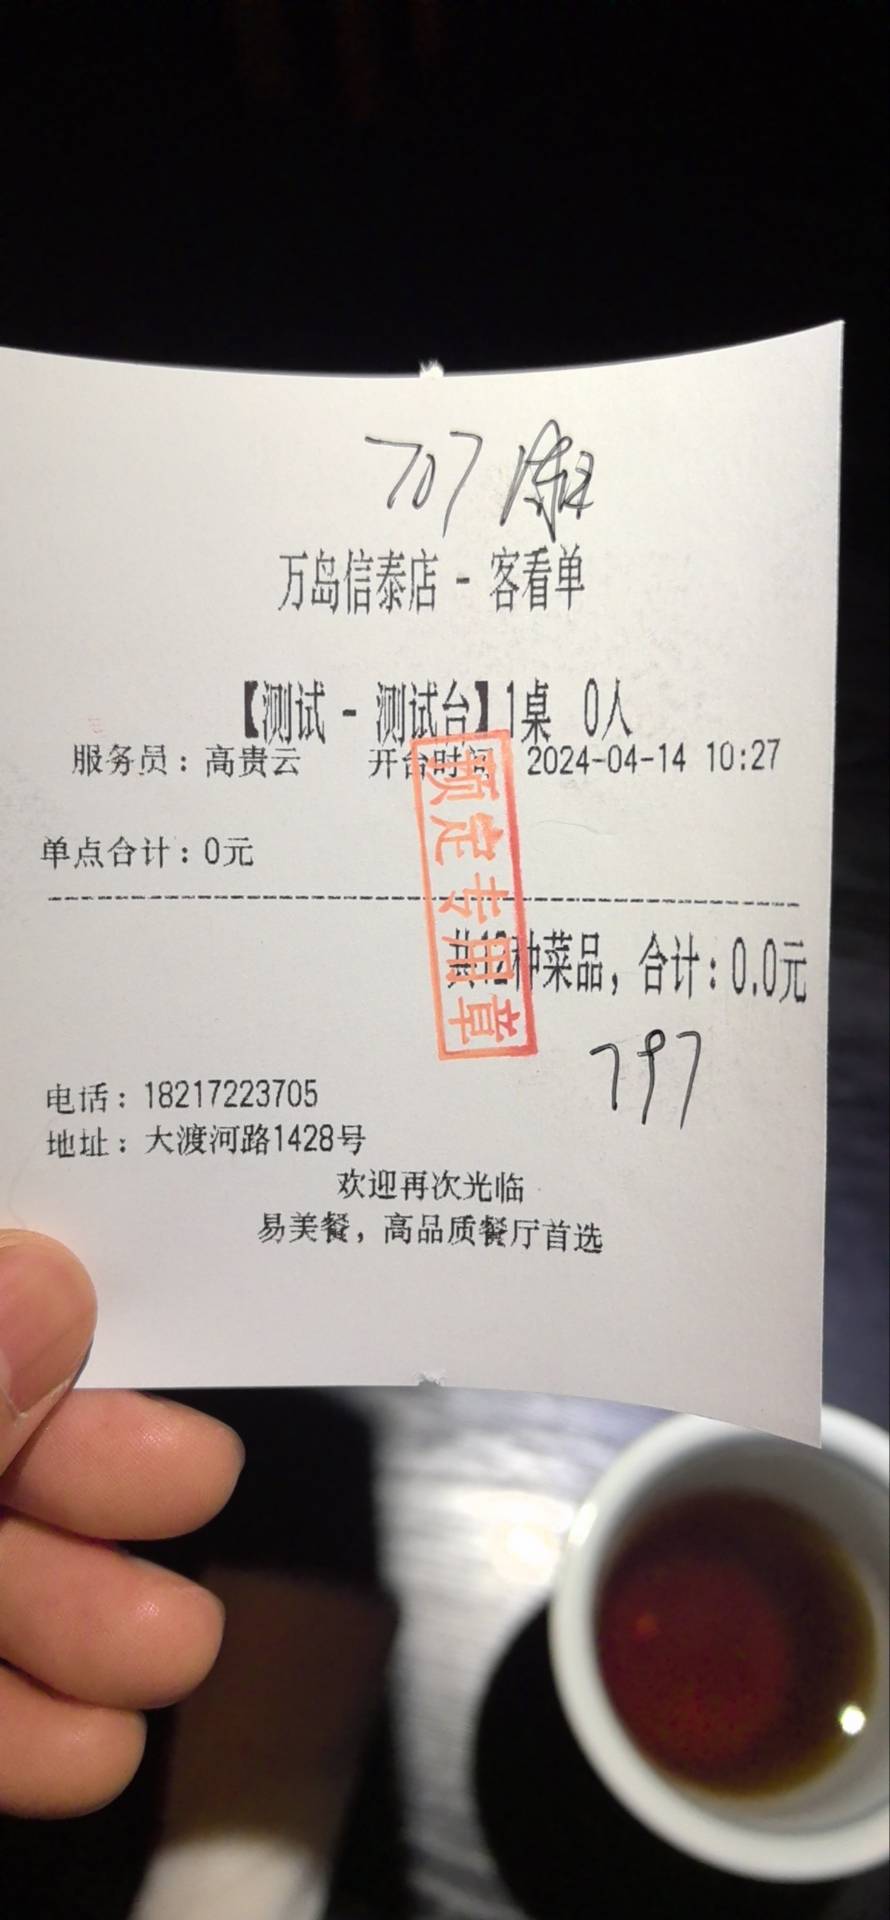 707
万岛信泰店 - 客看单
【测试 - 测试台】1桌 0人
服务员：高贵云 开台时间 2024-04-14 10:27
单点合计：0元
预定专用章
共12种菜品，合计：0.0元
797
电话：18217223705
地址：大渡河路1428号
欢迎再次光临
易美餐，高品质餐厅首选